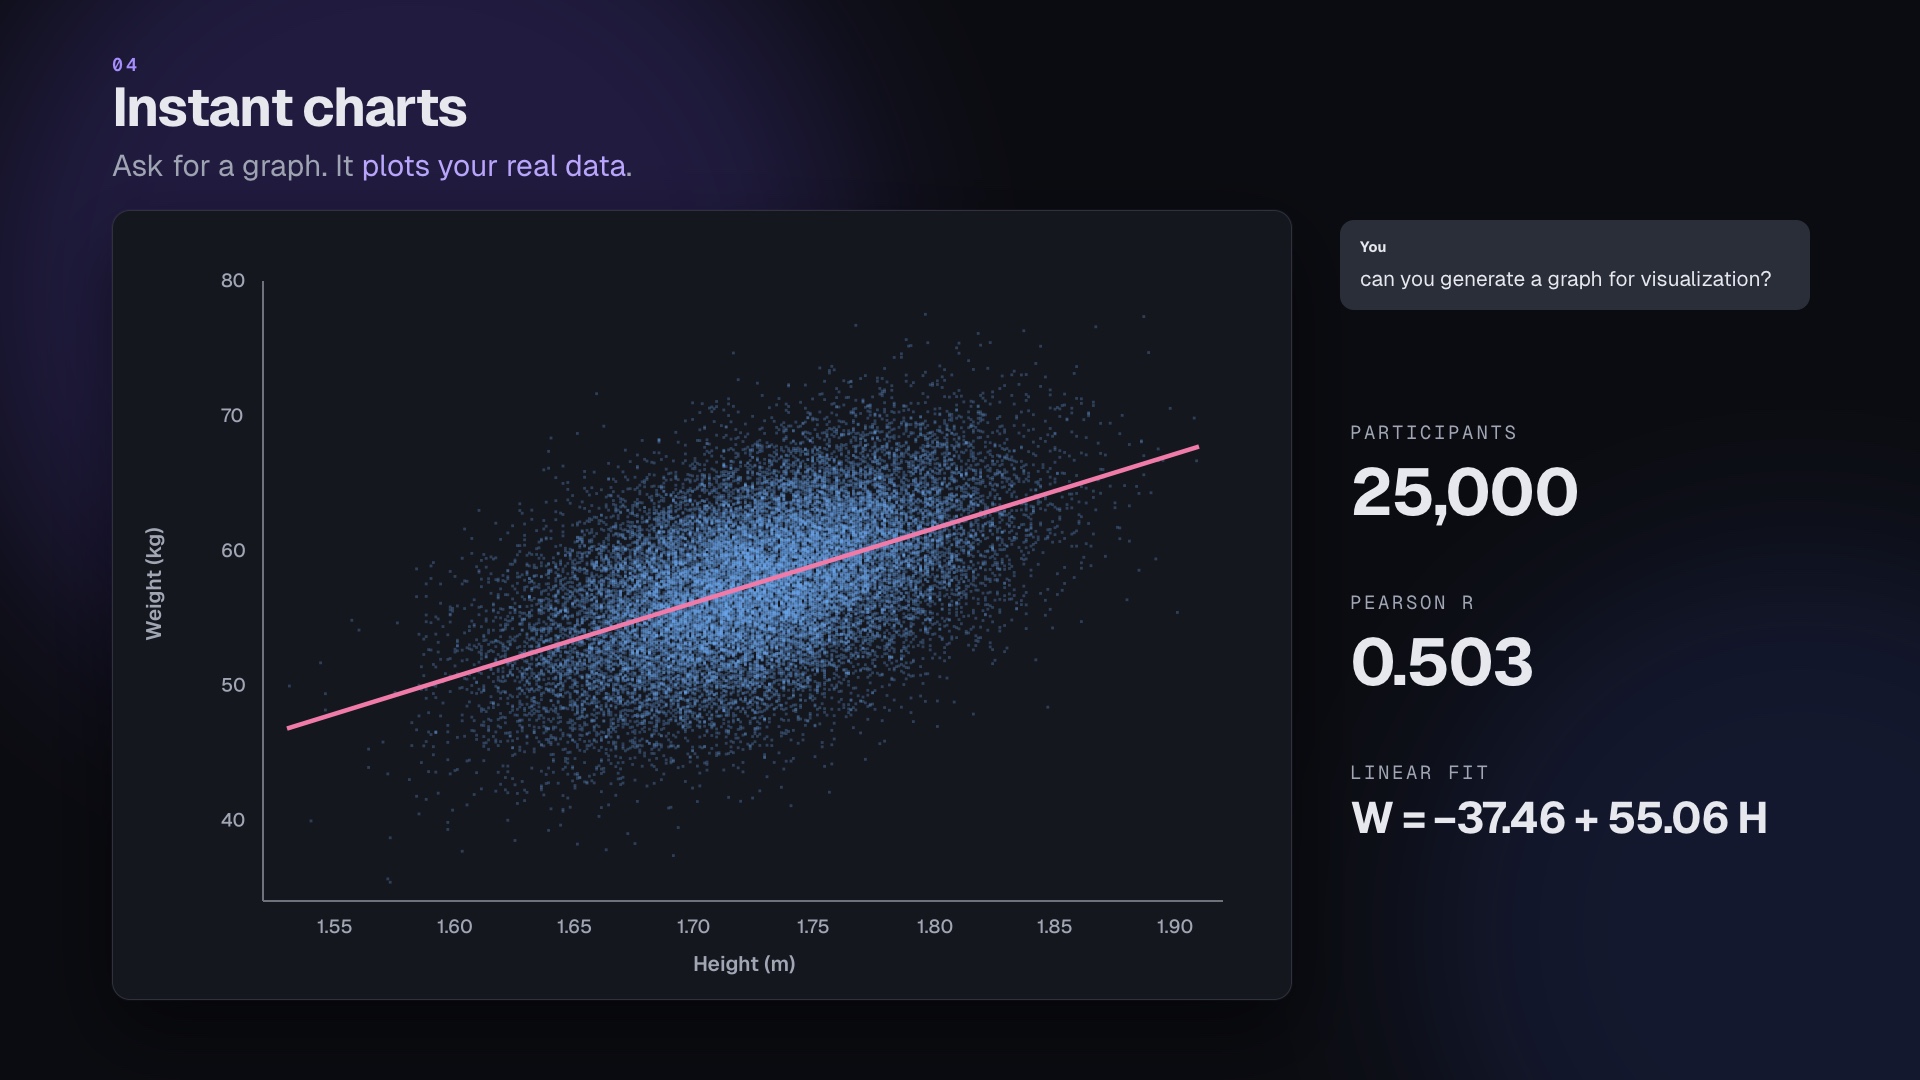 04
Instant charts
Ask for a graph. It plots your real data.
80
70
60
50
40
Weight (kg)
1.55 1.60 1.65 1.70 1.75 1.80 1.85 1.90
Height (m)
You
can you generate a graph for visualization?
PARTICIPANTS
25,000
PEARSON R
0.503
LINEAR FIT
W = −37.46 + 55.06 H